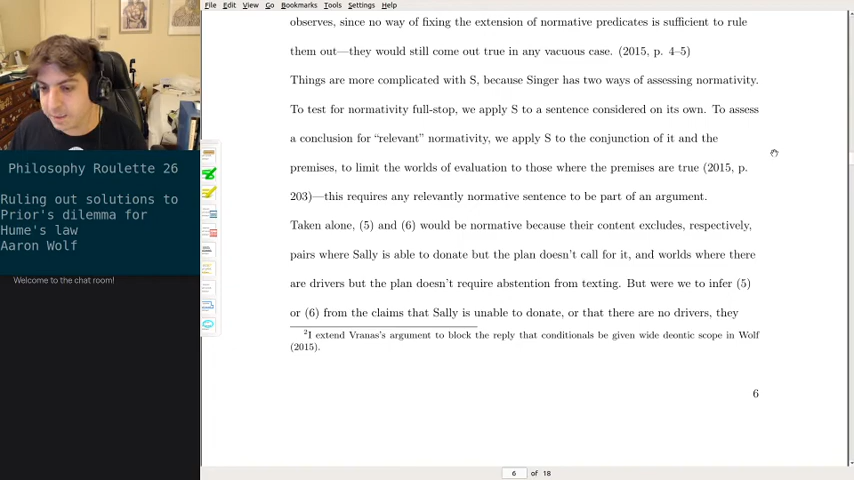 File Edit View Go Bookmarks Tools Settings Help
observes, since no way of fixing the extension of normative predicates is sufficient to rule
them out—they would still come out true in any vacuous case. (2015, p. 4–5)
Things are more complicated with S, because Singer has two ways of assessing normativity.
To test for normativity full-stop, we apply S to a sentence considered on its own. To assess
a conclusion for “relevant” normativity, we apply S to the conjunction of it and the
premises, to limit the worlds of evaluation to those where the premises are true (2015, p.
203)—this requires any relevantly normative sentence to be part of an argument.
Taken alone, (5) and (6) would be normative because their content excludes, respectively,
pairs where Sally is able to donate but the plan doesn’t call for it, and worlds where there
are drivers but the plan doesn’t require abstention from texting. But were we to infer (5)
or (6) from the claims that Sally is unable to donate, or that there are no drivers, they
2I extend Vranas’s argument to block the reply that conditionals be given wide deontic scope in Wolf
(2015).
6
6 of 18
Philosophy Roulette 26
Ruling out solutions to
Prior's dilemma for
Hume's law
Aaron Wolf
Welcome to the chat room!